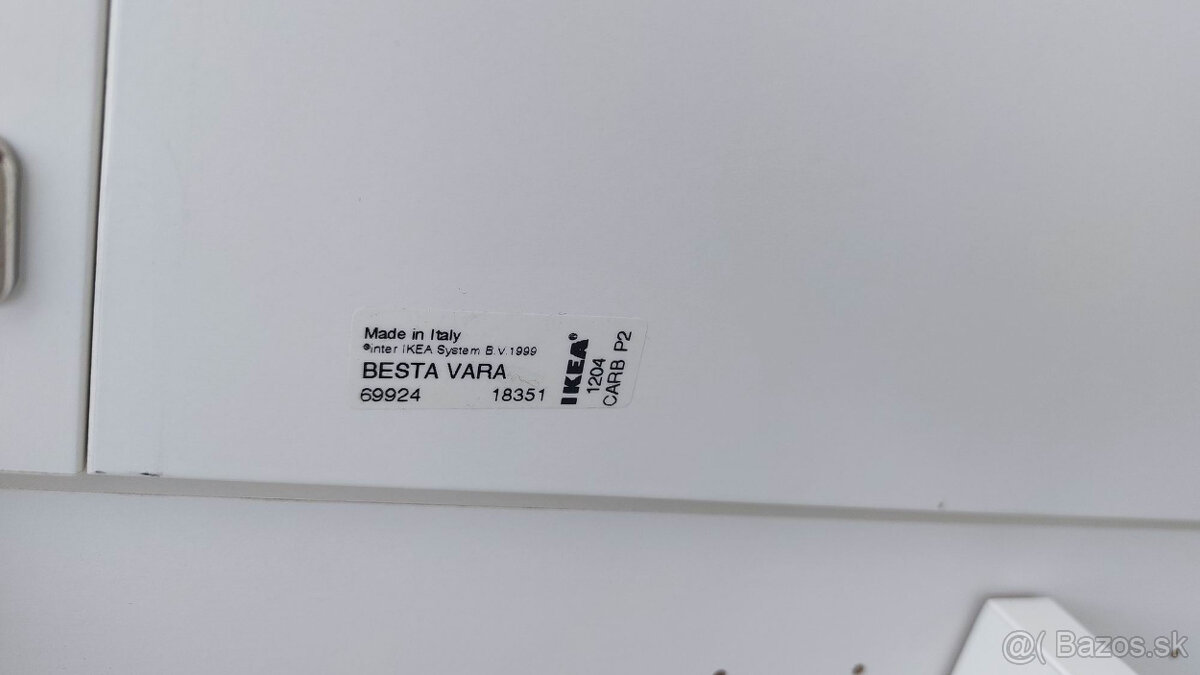 Made in Italy
©Inter IKEA System B.V.1999
BESTA VARA
69924 18351
IKEA®
1204
CARB P2
@( Bazos.sk